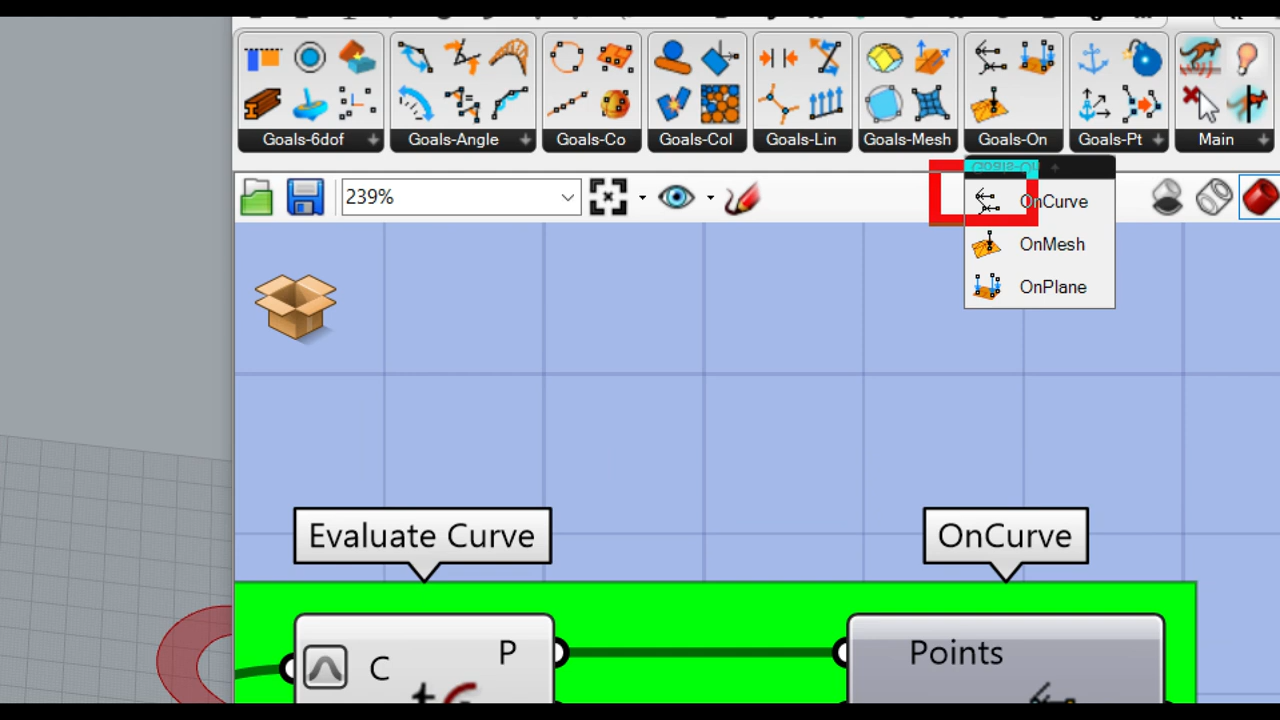 Goals-6dof Goals-Angle Goals-Co Goals-Col Goals-Lin Goals-Mesh Goals-On Goals-Pt Main
239%
OnCurve
OnMesh
OnPlane
Evaluate Curve OnCurve
P Points
C